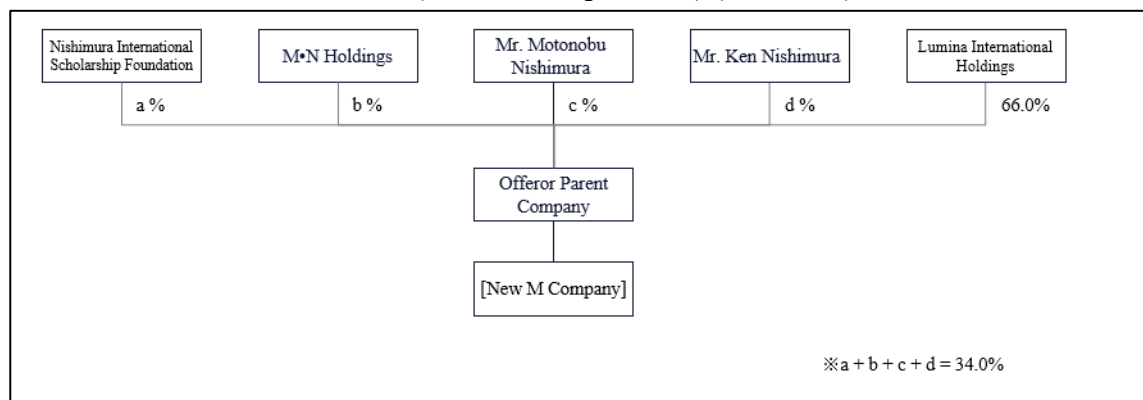 Nishimura International
Scholarship Foundation
M•N Holdings
Mr. Motonobu
Nishimura
Mr. Ken Nishimura
Lumina International
Holdings
a %
b %
c %
d %
66.0%
Offeror Parent
Company
[New M Company]
※a + b + c + d = 34.0%